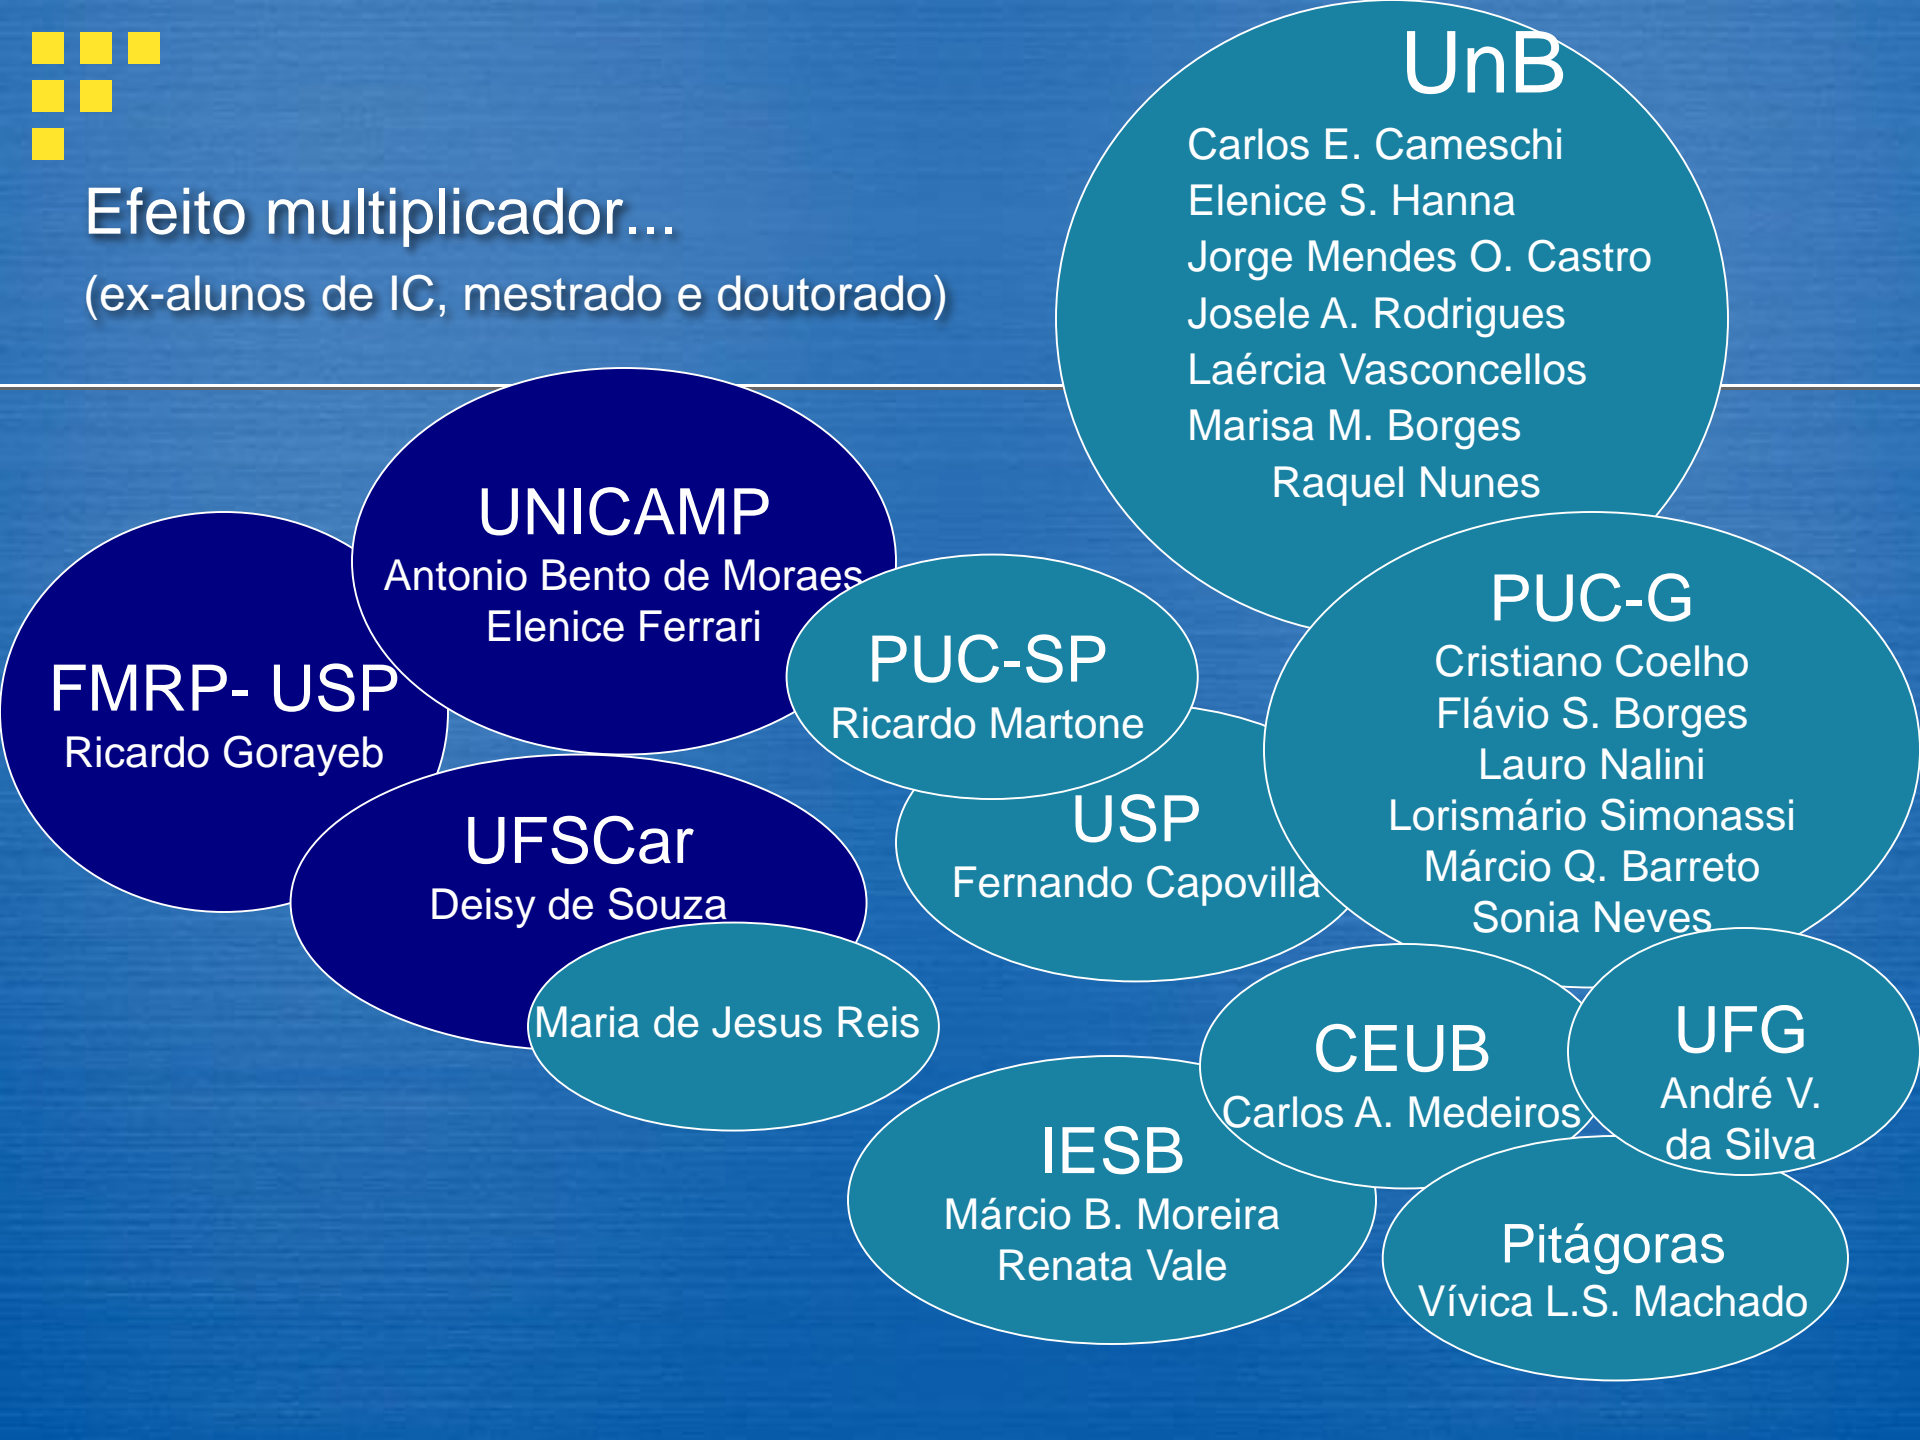 UnB
Carlos E. Cameschi
Elenice S. Hanna
Jorge Mendes O. Castro
Josele A. Rodrigues
Laércia Vasconcellos
Marisa M. Borges
Raquel Nunes
Efeito multiplicador...
(ex-alunos de IC, mestrado e doutorado)
UNICAMP
Antonio Bento de Moraes
Elenice Ferrari
FMRP- USP
Ricardo Gorayeb
PUC-SP
Ricardo Martone
PUC-G
Cristiano Coelho
Flávio S. Borges
Lauro Nalini
Lorismário Simonassi
Márcio Q. Barreto
Sonia Neves
UFSCar
Deisy de Souza
USP
Fernando Capovilla
Maria de Jesus Reis
CEUB
Carlos A. Medeiros
UFG
André V.
da Silva
IESB
Márcio B. Moreira
Renata Vale
Pitágoras
Vívica L.S. Machado